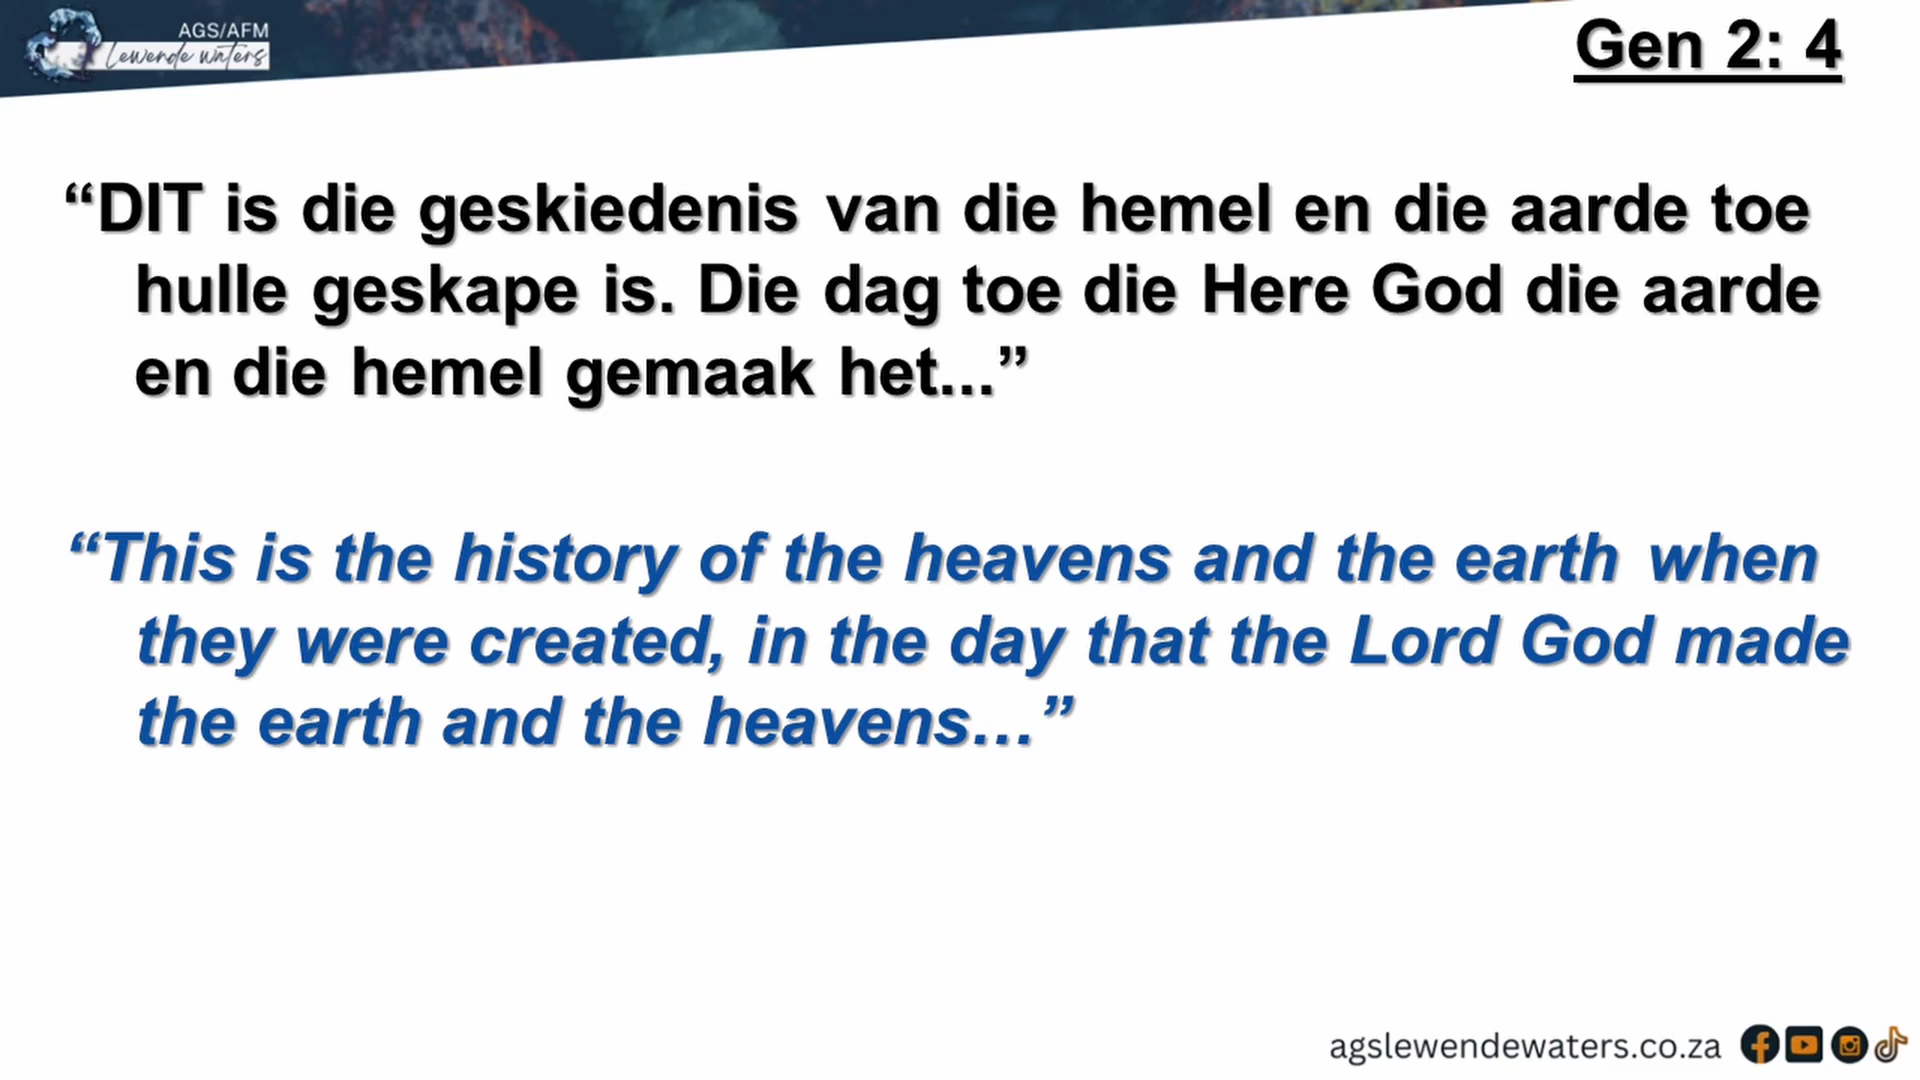 AGS/AFM
Lewende waters
Gen 2: 4
“DIT is die geskiedenis van die hemel en die aarde toe
hulle geskape is. Die dag toe die Here God die aarde
en die hemel gemaak het...”
“This is the history of the heavens and the earth when
they were created, in the day that the Lord God made
the earth and the heavens…”
agslewendewaters.co.za